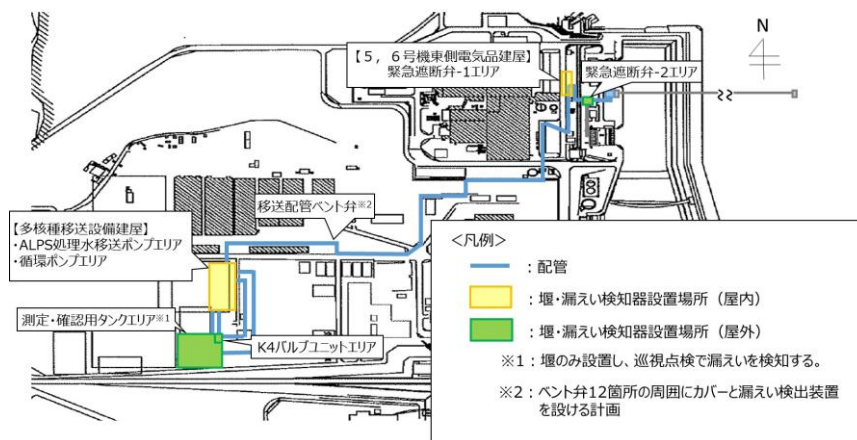 N
【5，6号機東側電気品建屋】
緊急遮断弁-1エリア
緊急遮断弁-2エリア
移送配管ベント弁※2
【多核種移送設備建屋】
・ALPS処理水移送ポンプエリア
・循環ポンプエリア
測定・確認用タンクエリア※1
K4バルブユニットエリア
<凡例>
：配管
：堰・漏えい検知器設置場所（屋内）
：堰・漏えい検知器設置場所（屋外）
※1：堰のみ設置し、巡視点検で漏えいを検知する。
※2：ベント弁12箇所の周囲にカバーと漏えい検出装置
を設ける計画